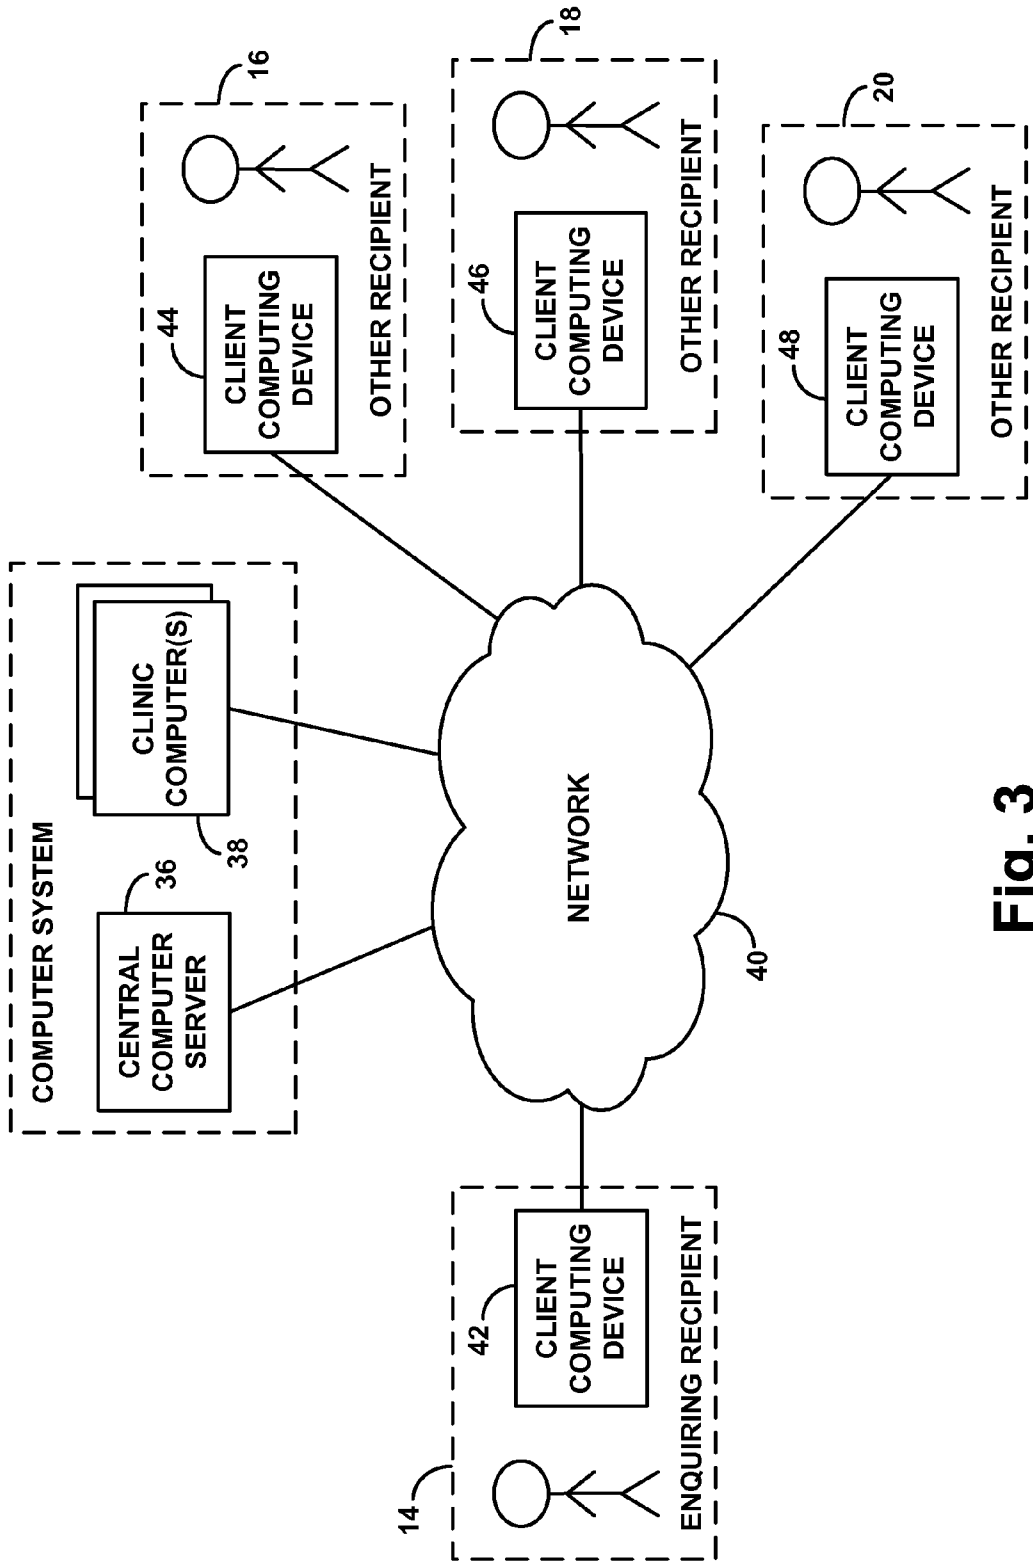 COMPUTER SYSTEM
CENTRAL
COMPUTER
SERVER
36
CLINIC
COMPUTER(S)
38
16
44
CLIENT
COMPUTING
DEVICE
OTHER RECIPIENT
18
46
CLIENT
COMPUTING
DEVICE
OTHER RECIPIENT
20
48
CLIENT
COMPUTING
DEVICE
OTHER RECIPIENT
NETWORK
40
14
42
CLIENT
COMPUTING
DEVICE
ENQUIRING RECIPIENT
Fig. 3